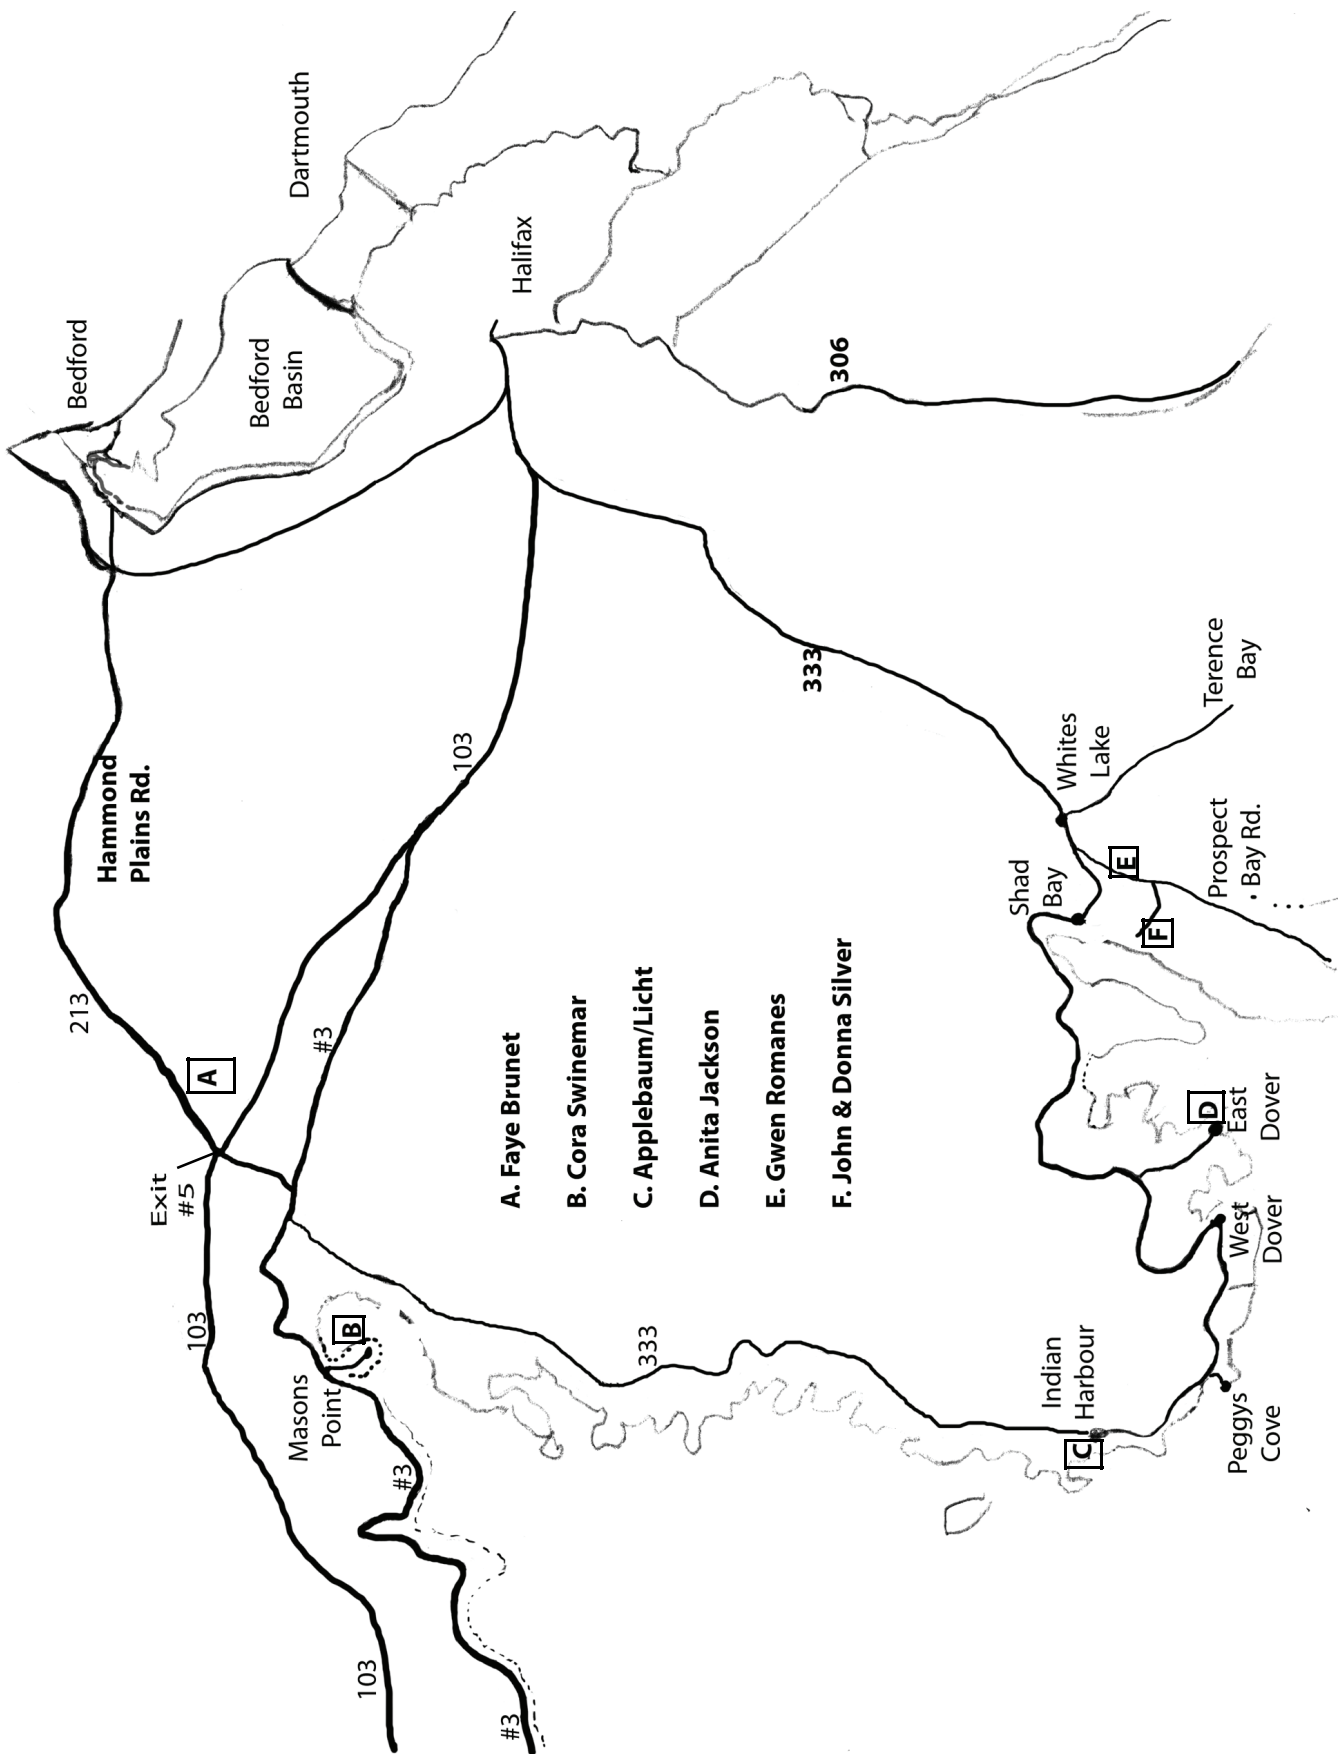 Bedford
Dartmouth
Bedford
Basin
Halifax
Hammond
Plains Rd.
213
A
Exit
#5
103
103
103
#3
#3
#3
Masons
Point
B
333
333
306
A. Faye Brunet
B. Cora Swinemar
C. Applebaum/Licht
D. Anita Jackson
E. Gwen Romanes
F. John & Donna Silver
Whites
Lake
Terence
Bay
Shad
Bay
E
F
Prospect
Bay Rd.
D
East
Dover
West
Dover
Indian
Harbour
C
Peggys
Cove